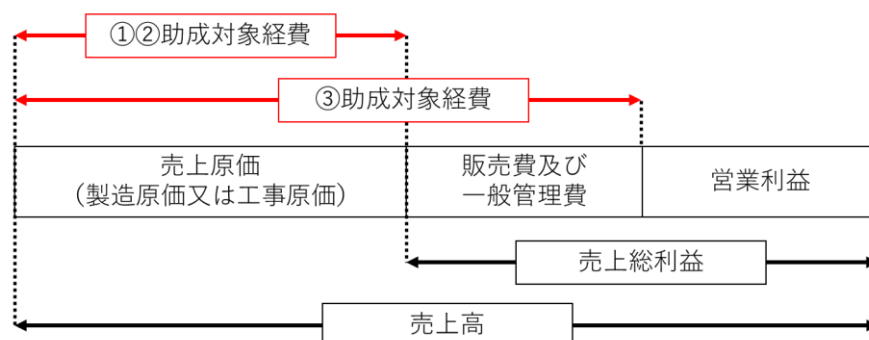 ①②助成対象経費
③助成対象経費
売上原価
(製造原価又は工事原価)
販売費及び
一般管理費
営業利益
売上総利益
売上高